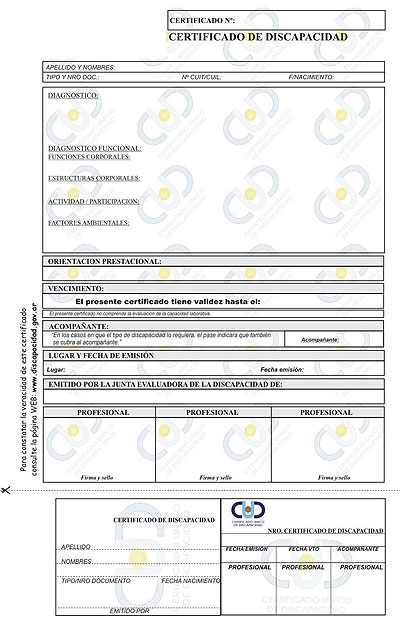 CERTIFICADO Nº:
CERTIFICADO DE DISCAPACIDAD
APELLIDO Y NOMBRES:
TIPO Y NRO DOC.: Nº CUIT/CUIL: F/NACIMIENTO:
DIAGNOSTICO:
DIAGNOSTICO FUNCIONAL:
FUNCIONES CORPORALES:
ESTRUCTURAS CORPORALES:
ACTIVIDAD / PARTICIPACION:
FACTORES AMBIENTALES:
ORIENTACION PRESTACIONAL:
VENCIMIENTO:
El presente certificado tiene validez hasta el:
El presente certificado no comprende la evaluación de la capacidad laborativa.
ACOMPAÑANTE:
"En los casos en que el tipo de discapacidad lo requiera, el pase indicará que también
se cubra al acompañante." Acompañante:
LUGAR Y FECHA DE EMISIÓN
Lugar: Fecha emisión:
EMITIDO POR LA JUNTA EVALUADORA DE LA DISCAPACIDAD DE:
PROFESIONAL PROFESIONAL PROFESIONAL
Firma y sello Firma y sello Firma y sello
Para constatar la veracidad de este certificado
consulte la página WEB: www.discapacidad.gov.ar
CERTIFICADO DE DISCAPACIDAD
APELLIDO
NOMBRES
TIPO/NRO DOCUMENTO FECHA NACIMIENTO
EMITIDO POR
CERTIFICADO UNICO
DE DISCAPACIDAD
NRO. CERTIFICADO DE DISCAPACIDAD
FECHA EMISION FECHA VTO ACOMPAÑANTE
PROFESIONAL PROFESIONAL PROFESIONAL
CERTIFICADO UNICO
DE DISCAPACIDAD